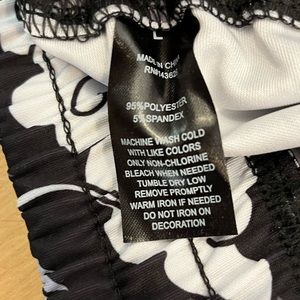 L
MADE IN CHINA
95%POLYESTER
5%SPANDEX
MACHINE WASH COLD
WITH LIKE COLORS
ONLY NON-CHLORINE
BLEACH WHEN NEEDED
TUMBLE DRY LOW
REMOVE PROMPTLY
WARM IRON IF NEEDED
DO NOT IRON ON
DECORATION